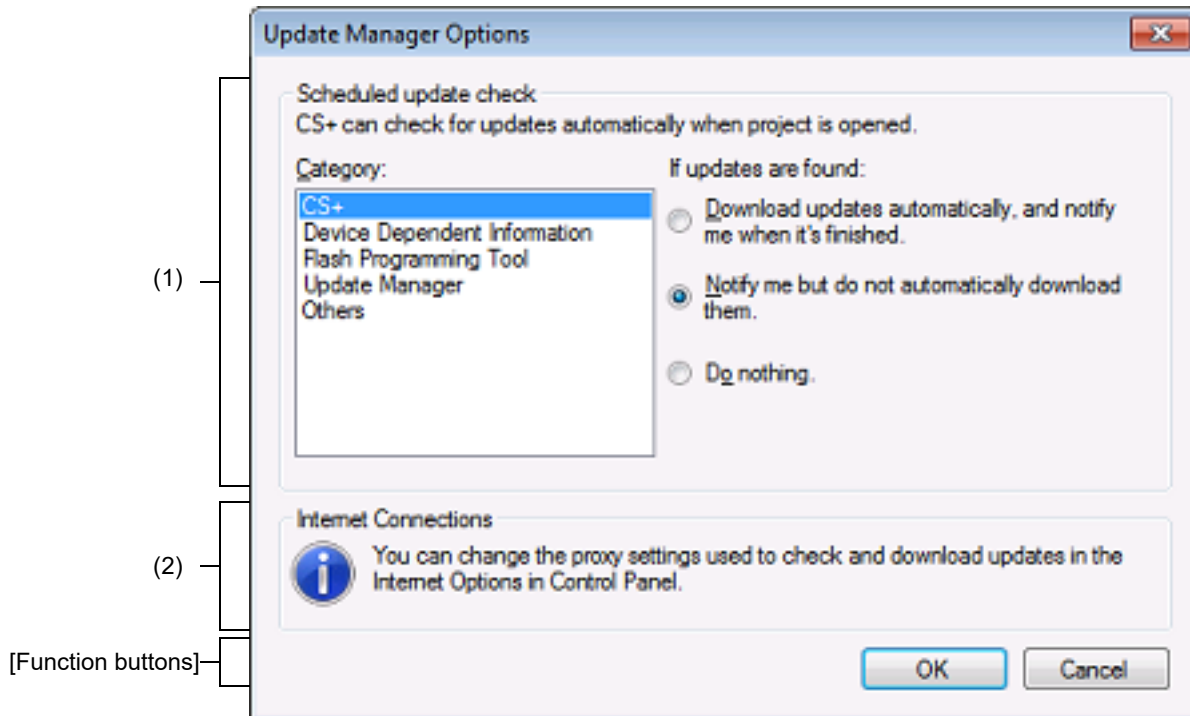 Update Manager Options
(1)
Scheduled update check
CS+ can check for updates automatically when project is opened.
Category:
CS+
Device Dependent Information
Flash Programming Tool
Update Manager
Others
If updates are found:
Download updates automatically, and notify
me when it's finished.
Notify me but do not automatically download
them.
Do nothing.
(2)
Internet Connections
You can change the proxy settings used to check and download updates in the
Internet Options in Control Panel.
[Function buttons]
OK
Cancel